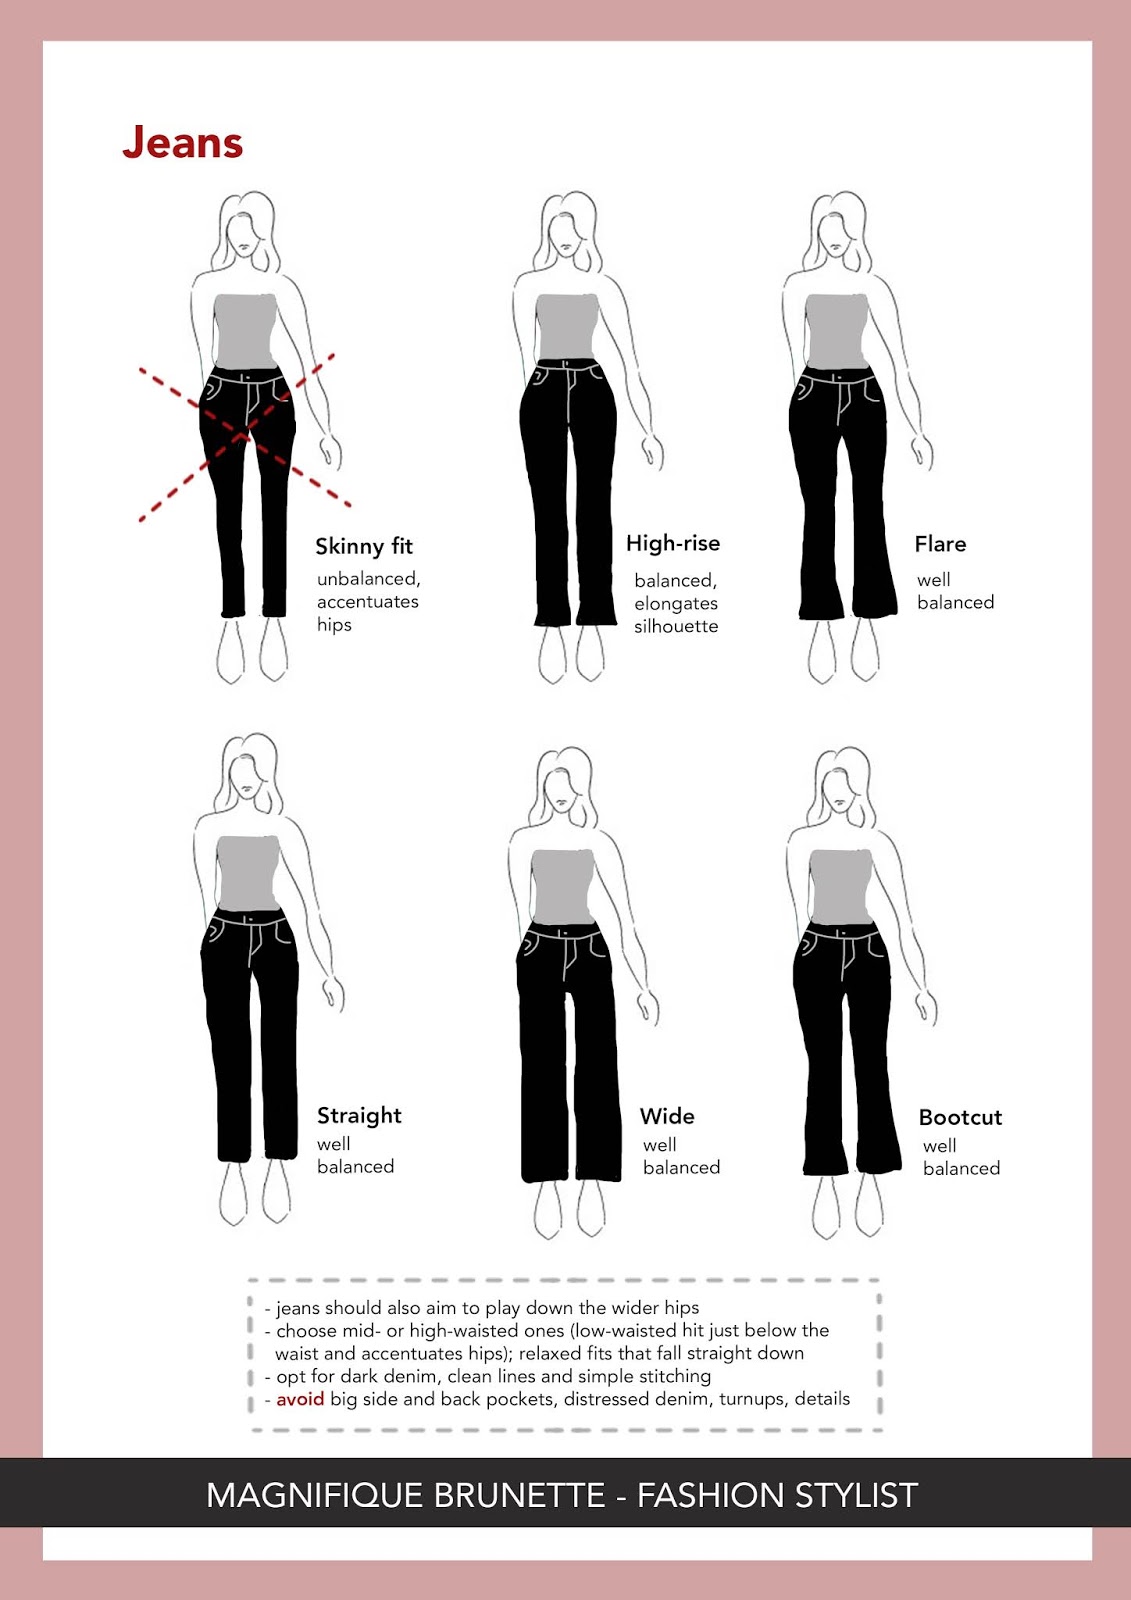 Jeans
Skinny fit
unbalanced,
accentuates
hips
High-rise
balanced,
elongates
silhouette
Flare
well
balanced
Straight
well
balanced
Wide
well
balanced
Bootcut
well
balanced
- jeans should also aim to play down the wider hips
- choose mid- or high-waisted ones (low-waisted hit just below the
waist and accentuates hips); relaxed fits that fall straight down
- opt for dark denim, clean lines and simple stitching
- avoid big side and back pockets, distressed denim, turnups, details
MAGNIFIQUE BRUNETTE - FASHION STYLIST